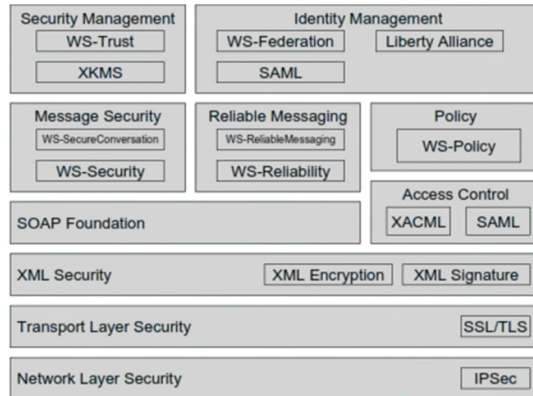 Security Management
WS-Trust
XKMS
Identity Management
WS-Federation Liberty Alliance
SAML
Message Security
WS-SecureConversation
WS-Security
Reliable Messaging
WS-ReliableMessaging
WS-Reliability
Policy
WS-Policy
Access Control
XACML SAML
SOAP Foundation
XML Security XML Encryption XML Signature
Transport Layer Security SSL/TLS
Network Layer Security IPSec